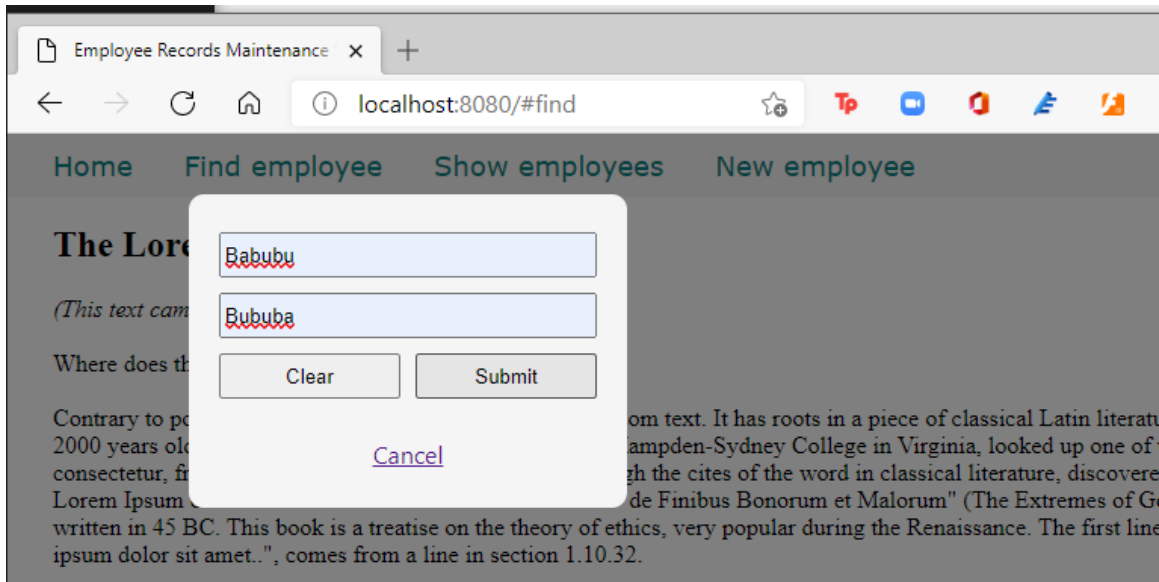 Employee Records Maintenance
localhost:8080/#find
Home Find employee Show employees New employee
The Lore
(This text cam
Babubu
Bububa
Where does th
Clear Submit
Contrary to po om text. It has roots in a piece of classical Latin literatu
2000 years old ampden-Sydney College in Virginia, looked up one of
Cancel
consectetur, fr gh the cites of the word in classical literature, discovere
Lorem Ipsum de Finibus Bonorum et Malorum" (The Extremes of Go
written in 45 BC. This book is a treatise on the theory of ethics, very popular during the Renaissance. The first line
ipsum dolor sit amet..", comes from a line in section 1.10.32.